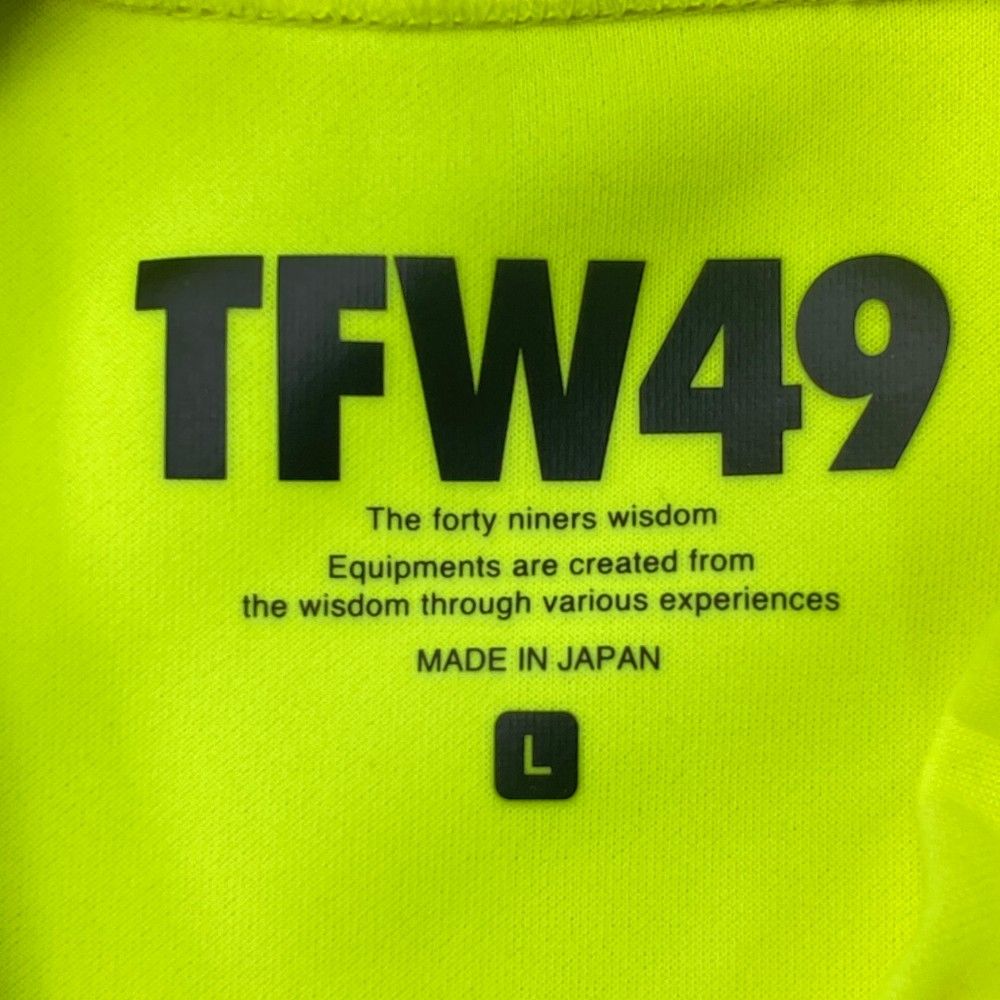 TFW49
The forty niners wisdom
Equipments are created from
the wisdom through various experiences
MADE IN JAPAN
L